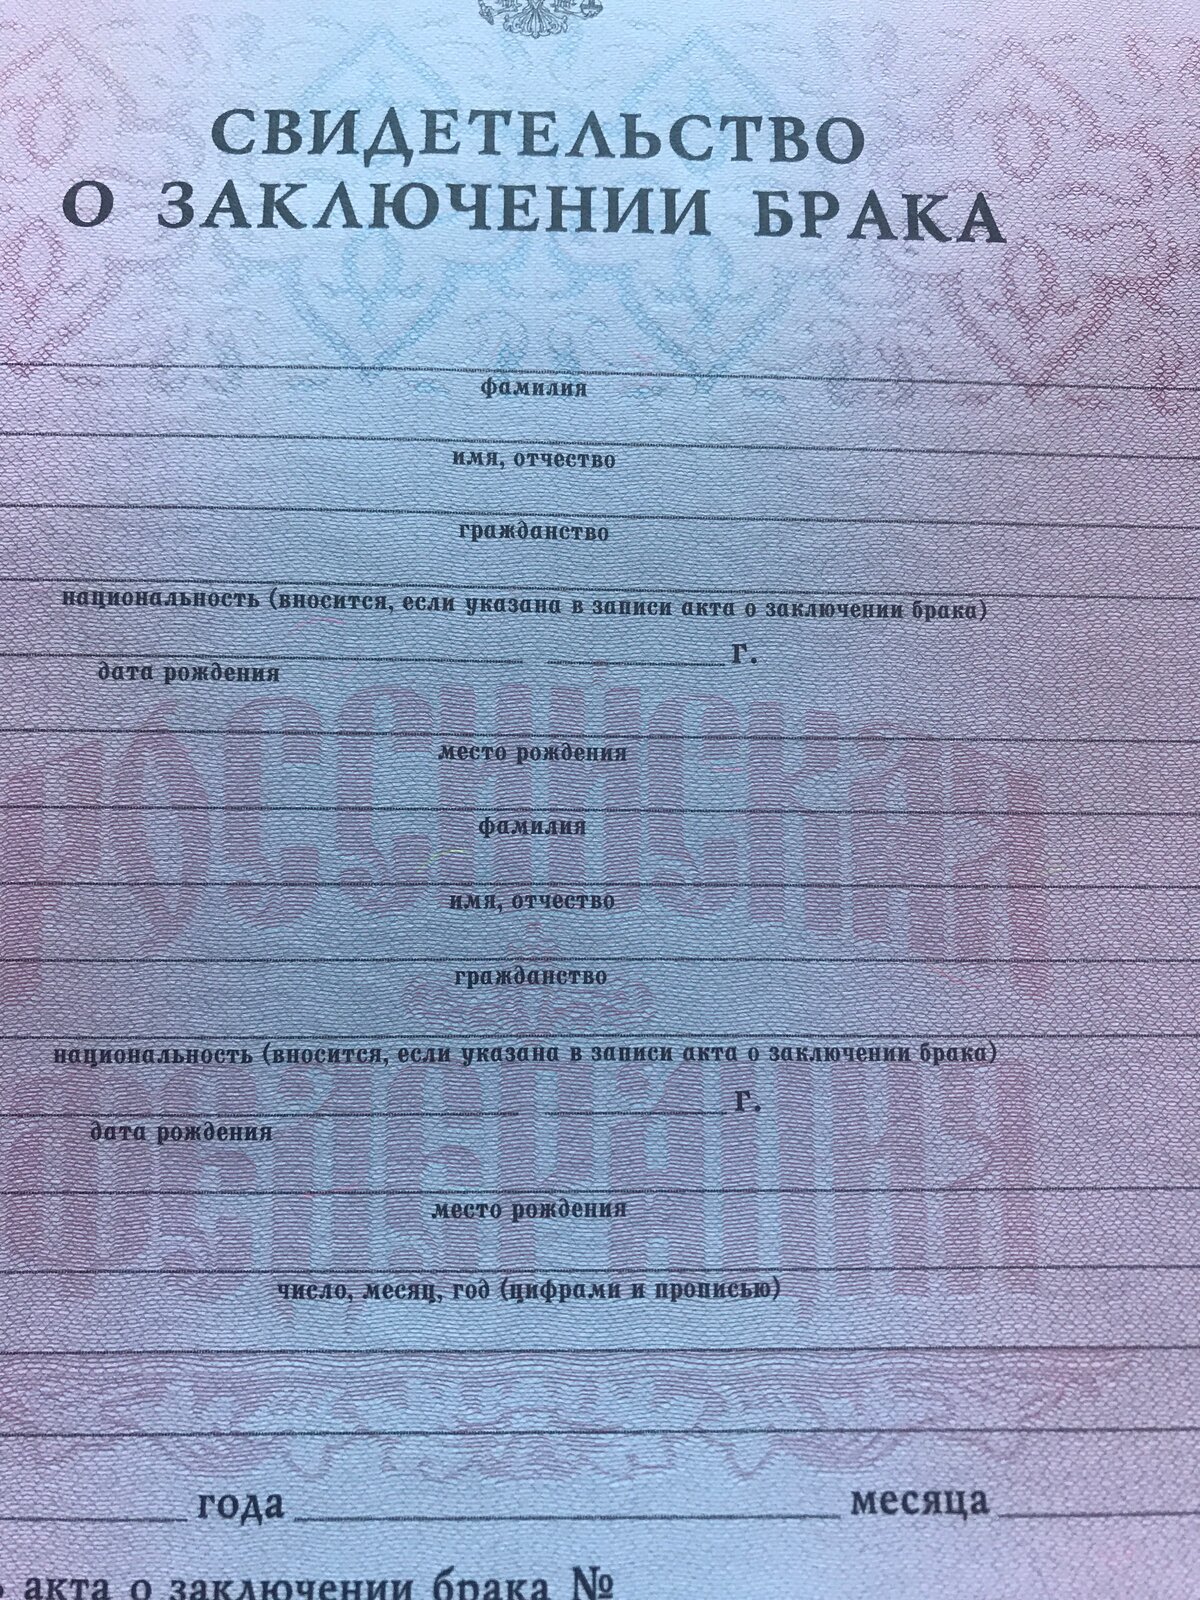 СВИДЕТЕЛЬСТВО
О ЗАКЛЮЧЕНИИ БРАКА
фамилия
имя, отчество
гражданство
национальность (вносится, если указана в записи акта о заключении брака)
г.
дата рождения
РОССИЙСКАЯ
место рождения
фамилия
имя, отчество
гражданство
национальность (вносится, если указана в записи акта о заключении брака)
г.
дата рождения
ФЕДЕРАЦИЯ
место рождения
число, месяц, год (цифрами и прописью)
года месяца
акта о заключении брака №